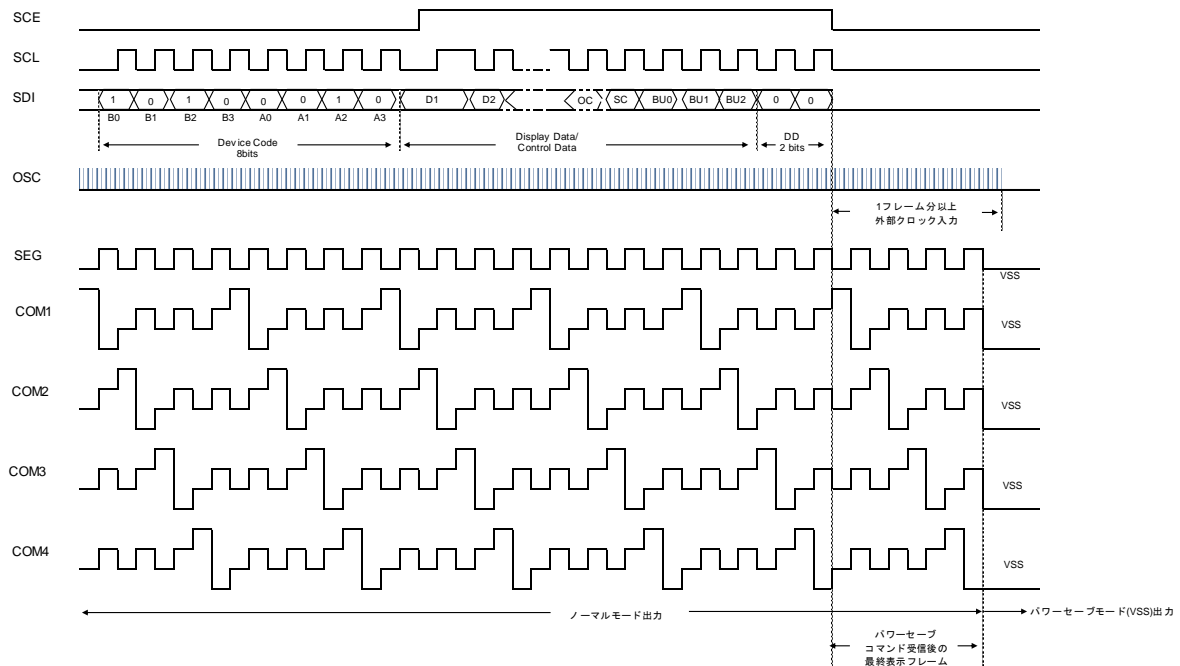 SCE
SCL
SDI
1 0 1 0 0 0 1 0 D1 D2 OC SC BU0 BU1 BU2 0 0
B0 B1 B2 B3 A0 A1 A2 A3
Device Code
8bits
Display Data/
Control Data
DD
2 bits
OSC
1フレーム分以上
外部クロック入力
SEG
VSS
COM1
VSS
COM2
VSS
COM3
VSS
COM4
VSS
ノーマルモード出力
パワーセーブモード(VSS)出力
パワーセーブ
コマンド受信後の
最終表示フレーム